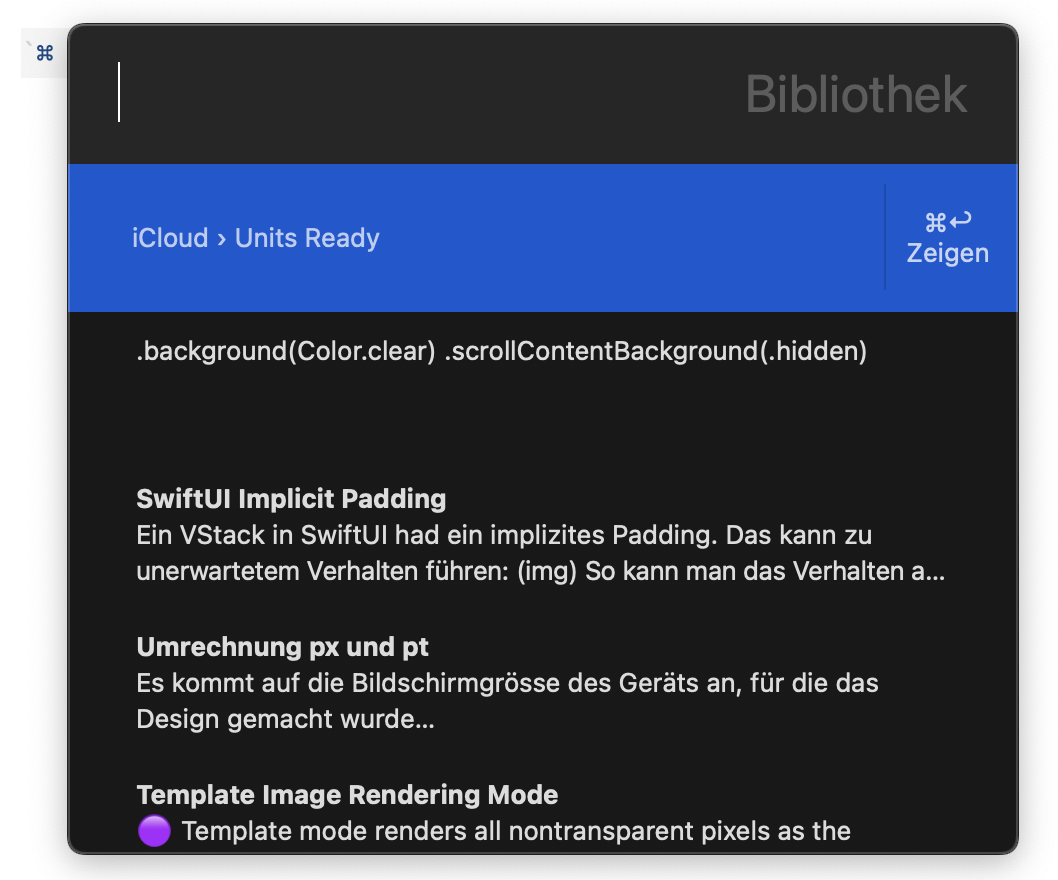 `⌘
Bibliothek
iCloud › Units Ready
⌘↩
Zeigen
.background(Color.clear) .scrollContentBackground(.hidden)
SwiftUI Implicit Padding
Ein VStack in SwiftUI had ein implizites Padding. Das kann zu
unerwartetem Verhalten führen: (img) So kann man das Verhalten a...
Umrechnung px und pt
Es kommt auf die Bildschirmgrösse des Geräts an, für die das
Design gemacht wurde...
Template Image Rendering Mode
🟣 Template mode renders all nontransparent pixels as the